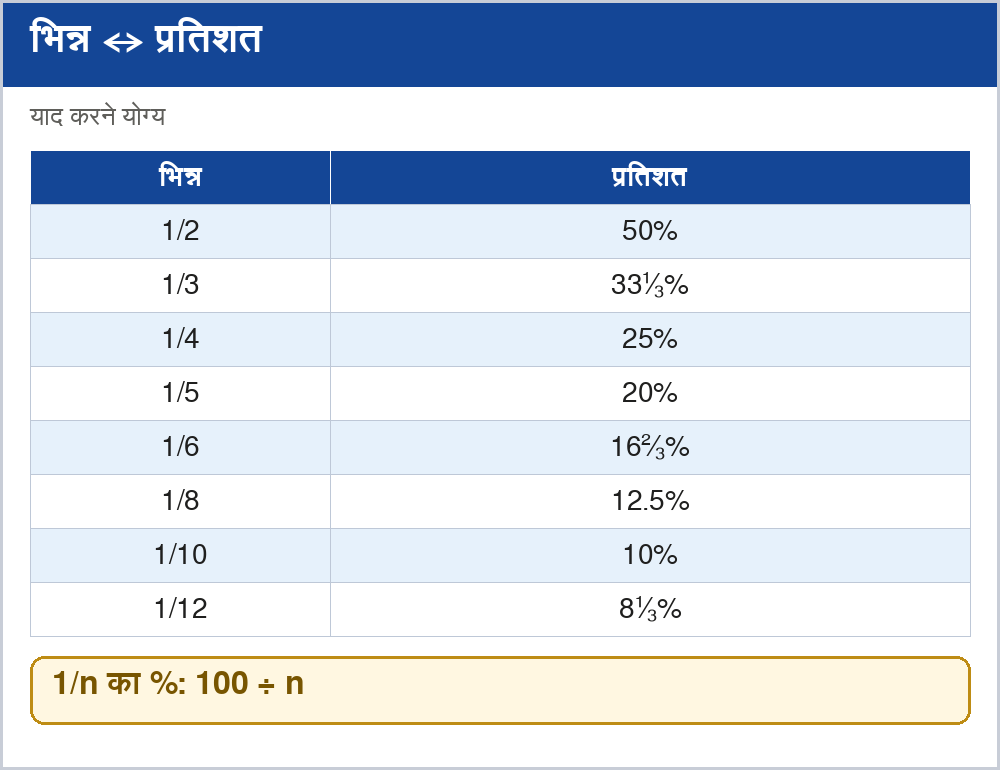 भिन्न ↔ प्रतिशत
याद करने योग्य
भिन्न प्रतिशत
1/2 50%
1/3 33⅓%
1/4 25%
1/5 20%
1/6 16⅔%
1/8 12.5%
1/10 10%
1/12 8⅓%
1/n का %: 100 ÷ n